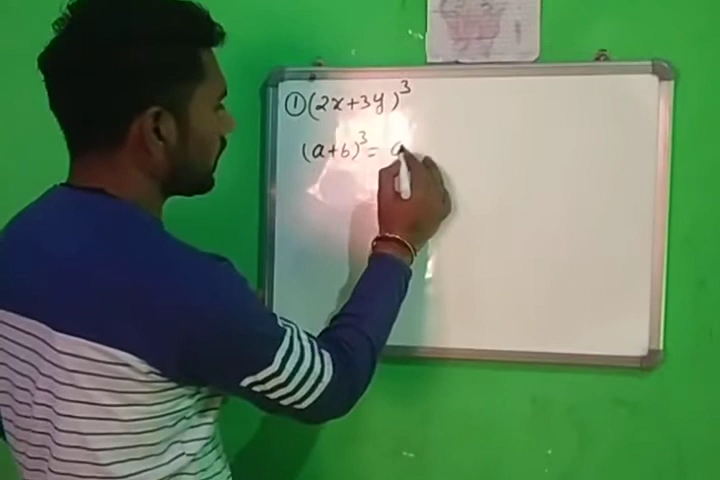 ① (2x+3y)³
(a+b)³ = a